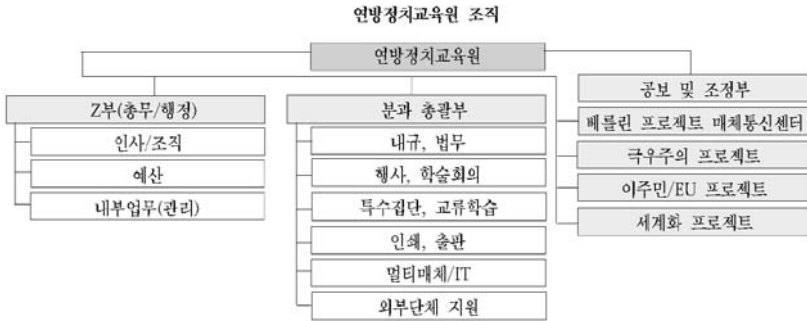 연방정치교육원 조직
연방정치교육원
Z부(총무/행정)
인사/조직
예산
내부업무(관리)
분과 총괄부
내규, 법무
행사, 학술회의
특수집단, 교류학습
인쇄, 출판
멀티매체/IT
외부단체 지원
공보 및 조정부
베를린 프로젝트 매체통신센터
극우주의 프로젝트
이주민/EU 프로젝트
세계화 프로젝트